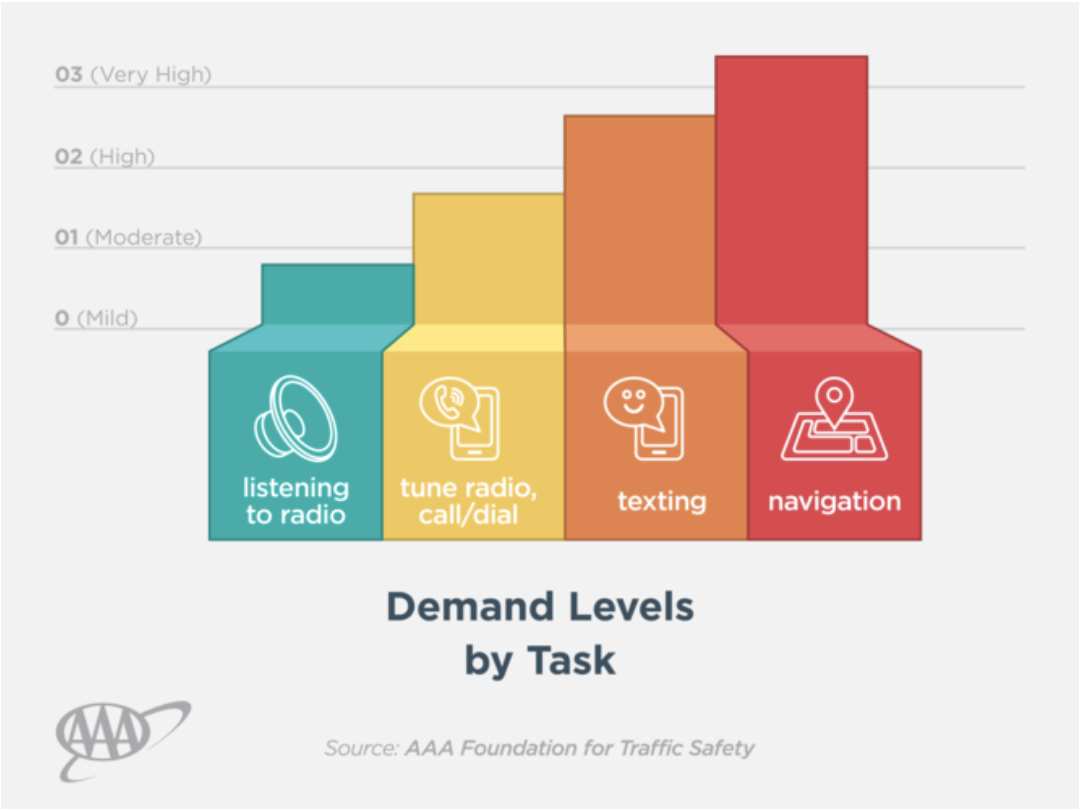 03 (Very High)
02 (High)
01 (Moderate)
0 (Mild)
listening
to radio
tune radio,
call/dial
texting
navigation
Demand Levels
by Task
AAA
Source: AAA Foundation for Traffic Safety